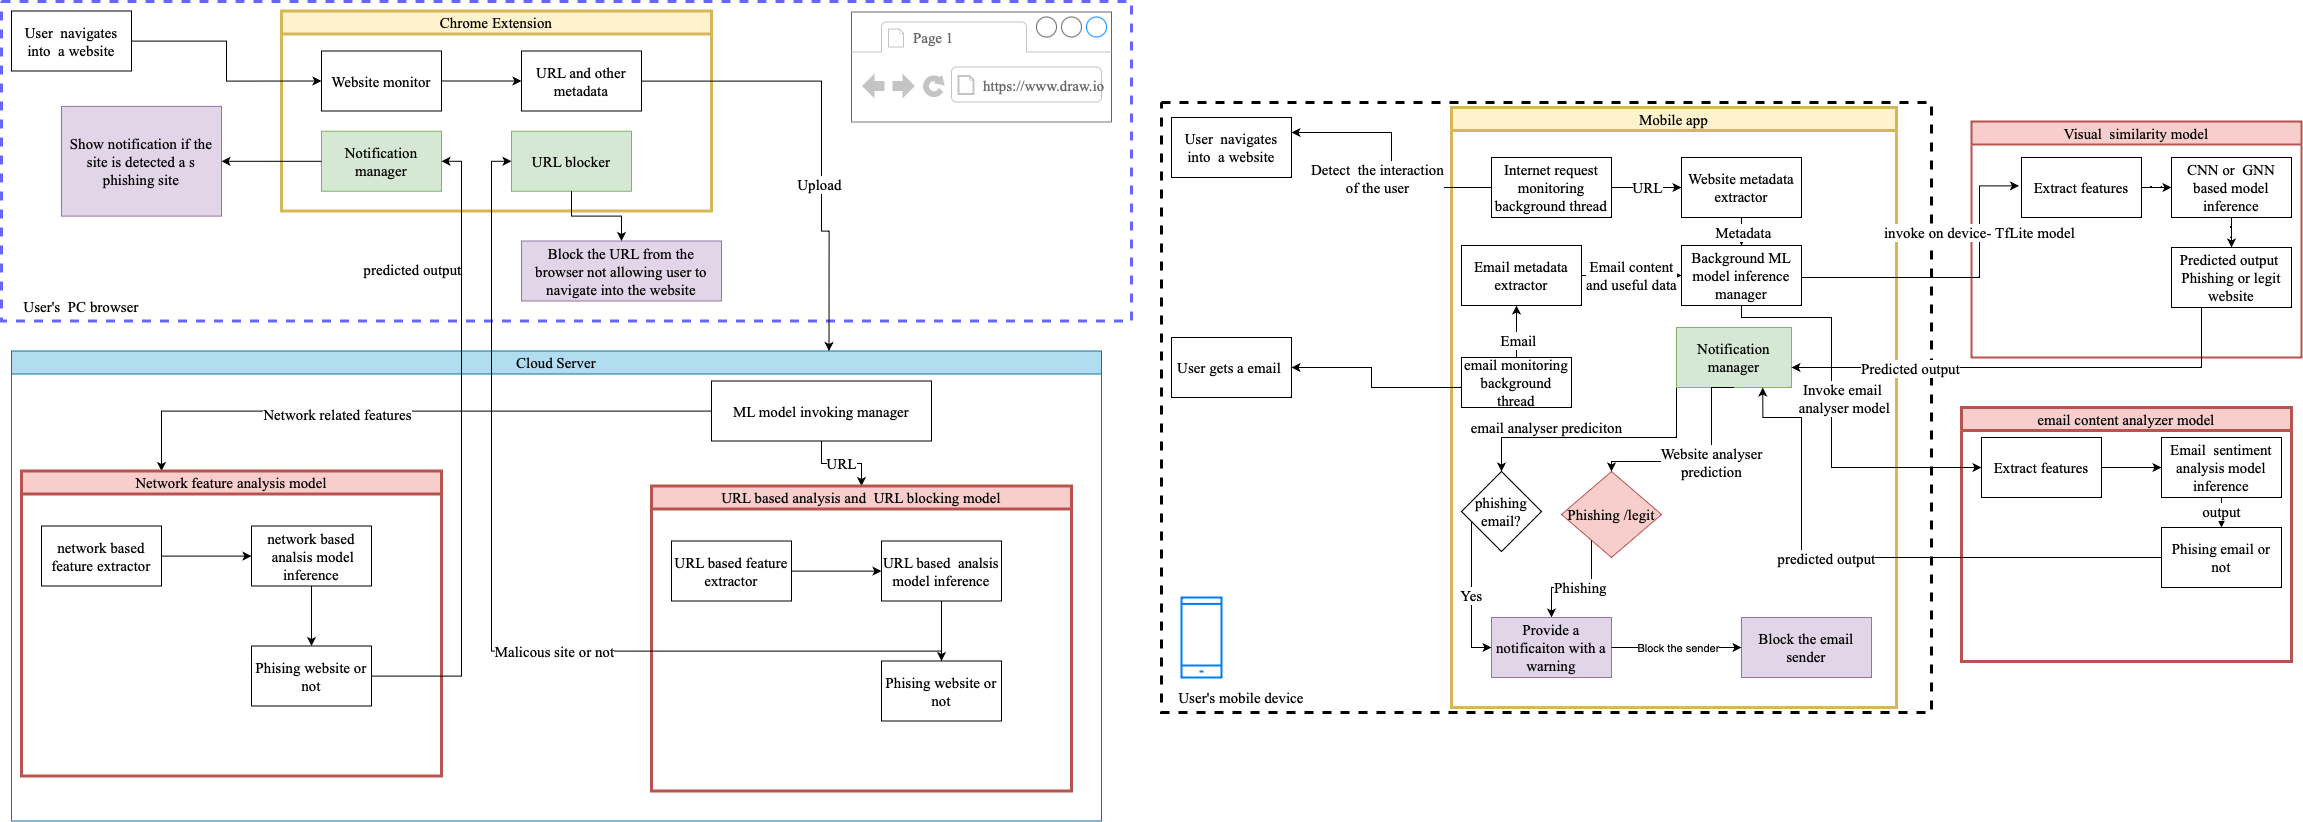 User  navigates
into  a website
Chrome Extension
Website monitor
URL and other
metadata
Page 1
https://www.draw.io
Show notification if the
site is detected a s
phishing site
Notification
manager
URL blocker
Upload
Block the URL from the
browser not allowing user to
navigate into the website
predicted output
User's  PC browser
Cloud Server
ML model invoking manager
Network related features
URL
Network feature analysis model
network based
feature extractor
network based
analsis model
inference
Phising website or
not
URL based analysis and  URL blocking model
URL based feature
extractor
URL based  analsis
model inference
Malicous site or not
Phising website or
not
User  navigates
into  a website
Detect  the interaction
of the user
Mobile app
Internet request
monitoring
background thread
URL
Website metadata
extractor
Metadata
Email metadata
extractor
Email content
and useful data
Background ML
model inference
manager
invoke on device- TfLite model
Email
User gets a email
email monitoring
background
thread
Notification
manager
Predicted output
Invoke email
analyser model
email analyser prediciton
Website analyser
prediction
phishing
email?
Phishing /legit
predicted output
Yes
Phishing
Provide a
notificaiton with a
warning
Block the sender
Block the email
sender
User's mobile device
Visual  similarity model
Extract features
CNN or  GNN
based model
inference
Predicted output
Phishing or legit
website
email content analyzer model
Extract features
Email  sentiment
analysis model
inference
output
Phising email or
not